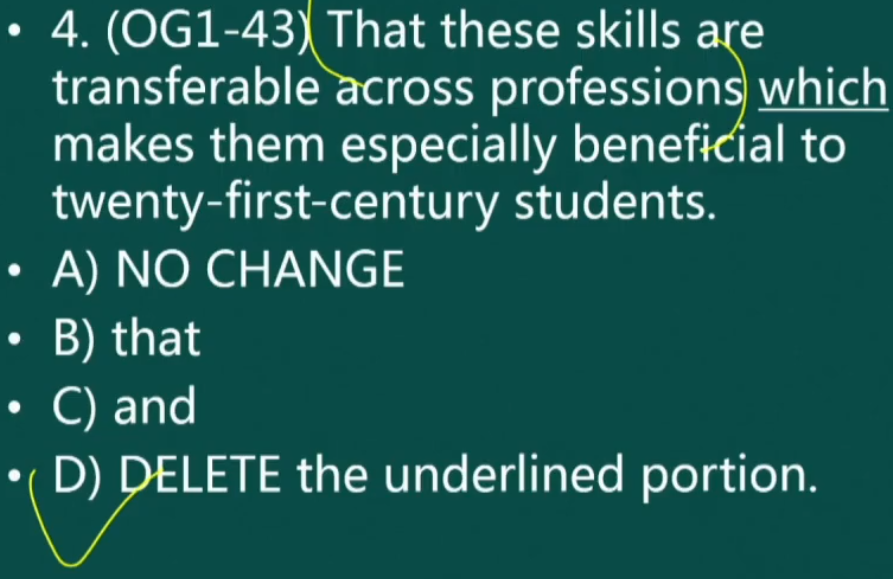 • 4. (OG1-43) That these skills are
transferable across professions which
makes them especially beneficial to
twenty-first-century students.
• A) NO CHANGE
• B) that
• C) and
• D) DELETE the underlined portion.